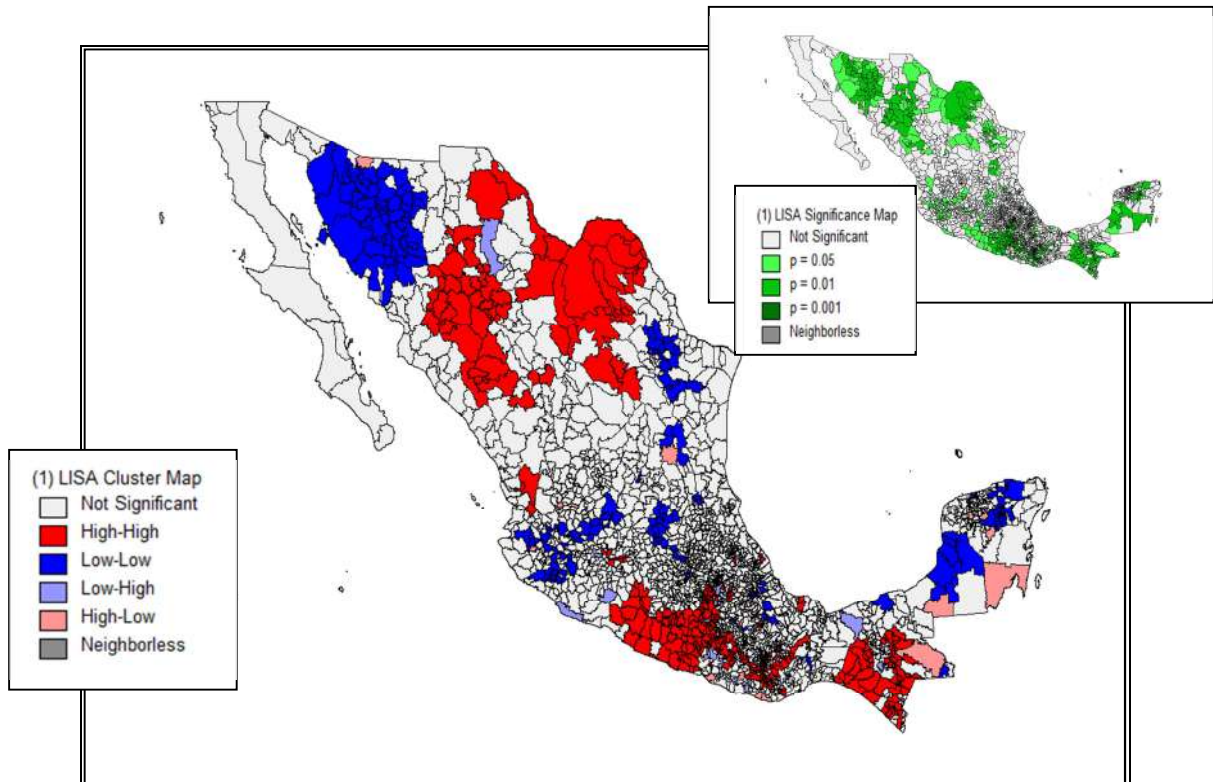 (1) LISA Significance Map
Not Significant
p = 0.05
p = 0.01
p = 0.001
Neighborless
(1) LISA Cluster Map
Not Significant
High-High
Low-Low
Low-High
High-Low
Neighborless